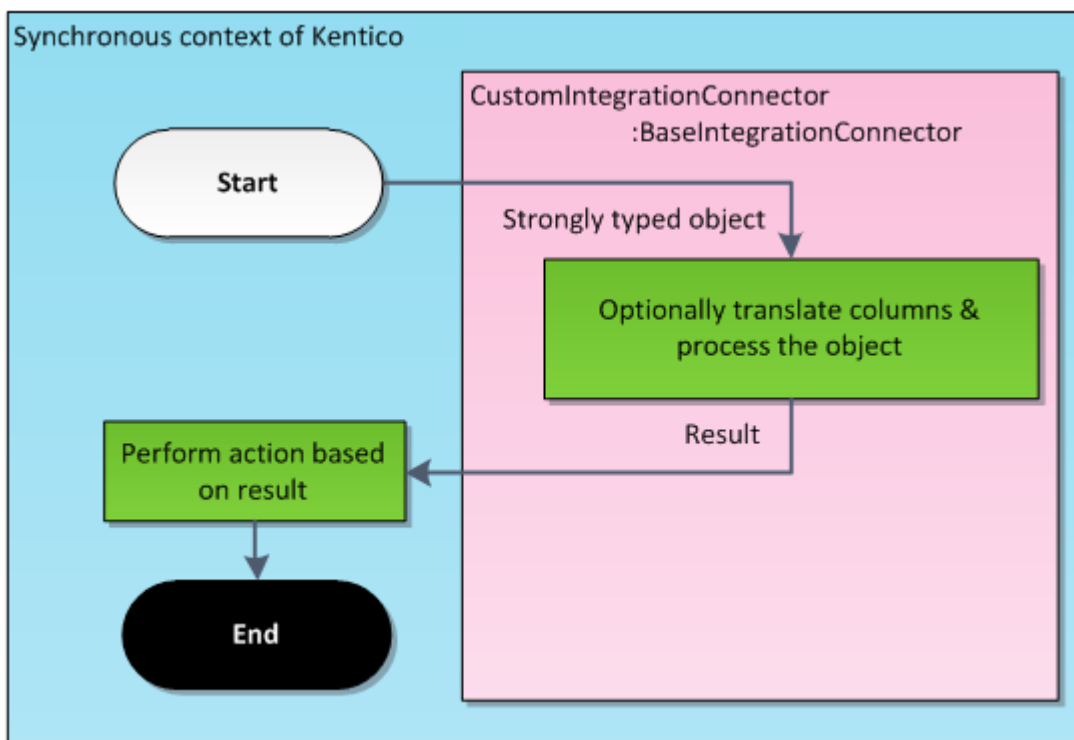 Synchronous context of Kentico
CustomIntegrationConnector
:BaseIntegrationConnector
Start
Strongly typed object
Optionally translate columns &
process the object
Result
Perform action based
on result
End